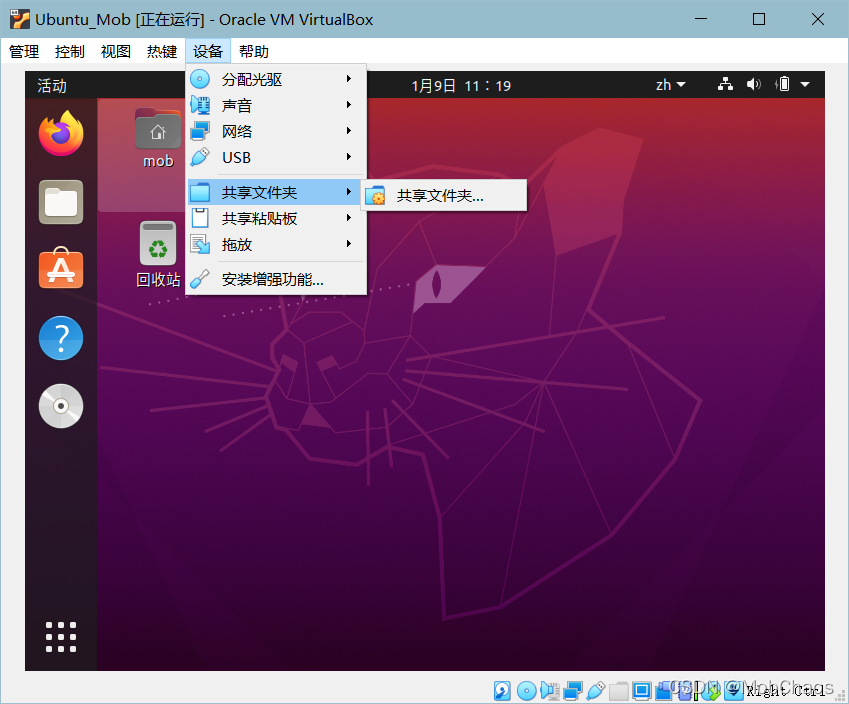 Ubuntu_Mob [正在运行] - Oracle VM VirtualBox
管理 控制 视图 热键 设备 帮助
活动
1月9日 11：19
zh
分配光驱
声音
网络
USB
共享文件夹
共享文件夹...
共享粘贴板
拖放
安装增强功能...
mob
回收站
CSDN @MobChaos
Right Ctrl